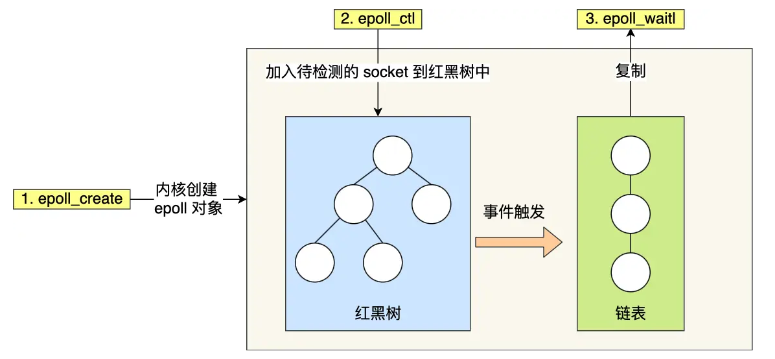 2. epoll_ctl
3. epoll_waitl
加入待检测的 socket 到红黑树中
复制
1. epoll_create
内核创建
epoll 对象
事件触发
红黑树
链表